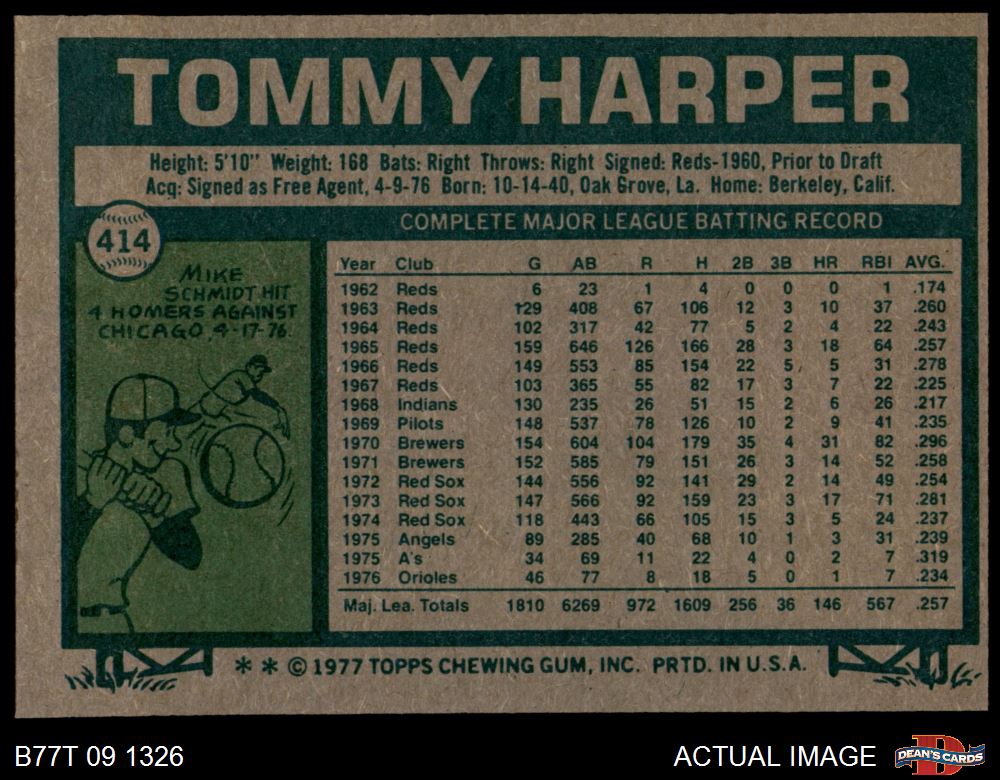 TOMMY HARPER
Height: 5'10" Weight: 168 Bats: Right Throws: Right Signed: Reds-1960, Prior to Draft
Acq: Signed as Free Agent, 4-9-76 Born: 10-14-40, Oak Grove, La. Home: Berkeley, Calif.
414
COMPLETE MAJOR LEAGUE BATTING RECORD
MIKE
SCHMIDT HIT
4 HOMERS AGAINST
CHICAGO, 4-17-76.
Year Club G AB R H 2B 3B HR RBI AVG.
1962 Reds 6 23 1 4 0 0 0 1 .174
1963 Reds 129 408 67 106 12 3 10 37 .260
1964 Reds 102 317 42 77 5 2 4 22 .243
1965 Reds 159 646 126 166 28 3 18 64 .257
1966 Reds 149 553 85 154 22 5 5 31 .278
1967 Reds 103 365 55 82 17 3 7 22 .225
1968 Indians 130 235 26 51 15 2 6 26 .217
1969 Pilots 148 537 78 126 10 2 9 41 .235
1970 Brewers 154 604 104 179 35 4 31 82 .296
1971 Brewers 152 585 79 151 26 3 14 52 .258
1972 Red Sox 144 556 92 141 29 2 14 49 .254
1973 Red Sox 147 566 92 159 23 3 17 71 .281
1974 Red Sox 118 443 66 105 15 3 5 24 .237
1975 Angels 89 285 40 68 10 1 3 31 .239
1975 A's 34 69 11 22 4 0 2 7 .319
1976 Orioles 46 77 8 18 5 0 1 7 .234
Maj. Lea. Totals 1810 6269 972 1609 256 36 146 567 .257
** © 1977 TOPPS CHEWING GUM, INC. PRTD. IN U.S.A.
B77T 09 1326
ACTUAL IMAGE
D
DEAN'S CARDS